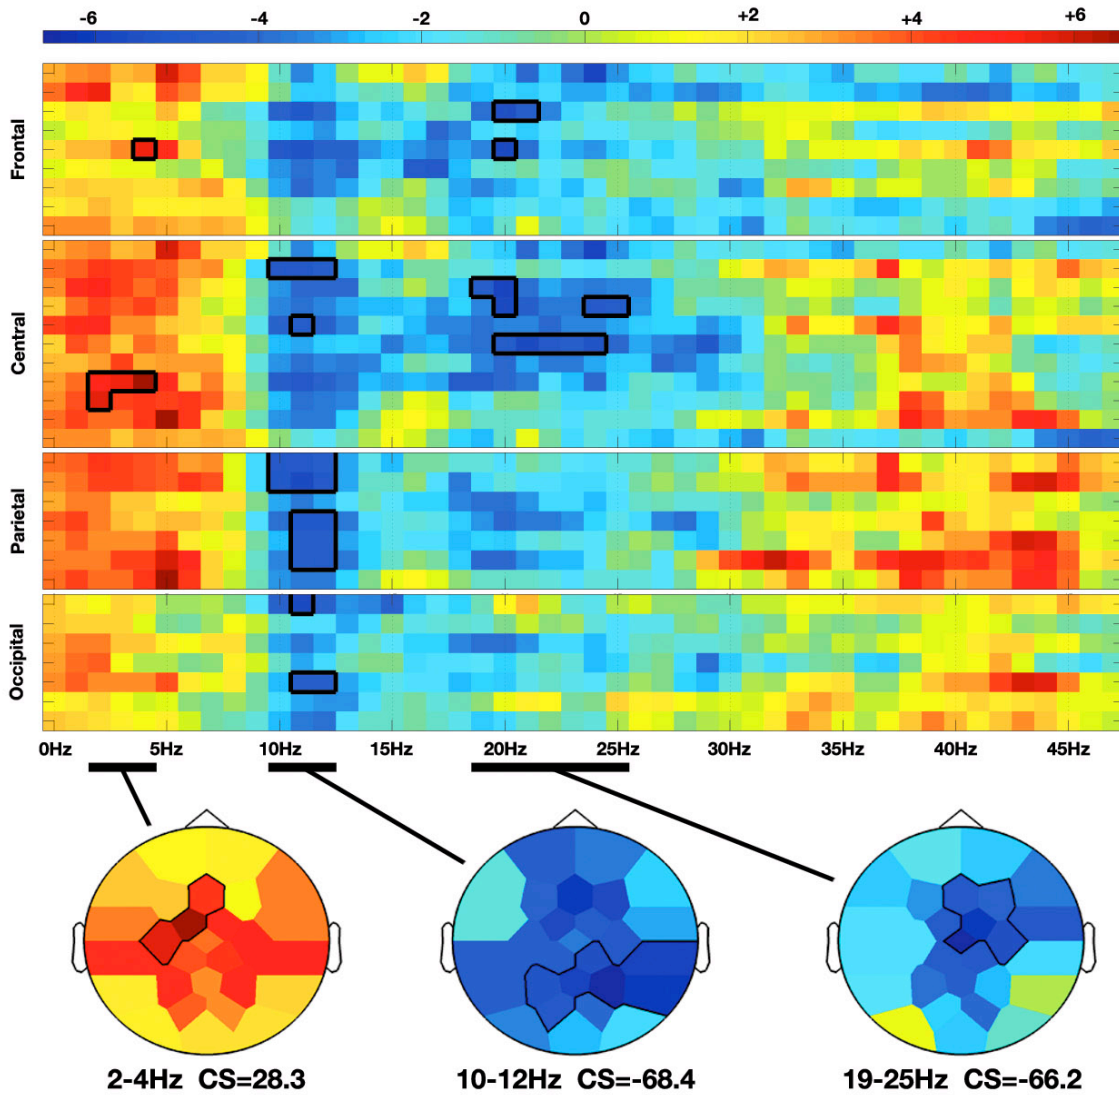 -6 -4 -2 0 +2 +4 +6
Frontal
Central
Parietal
Occipital
0Hz 5Hz 10Hz 15Hz 20Hz 25Hz 30Hz 35Hz 40Hz 45Hz
2-4Hz CS=28.3 10-12Hz CS=-68.4 19-25Hz CS=-66.2